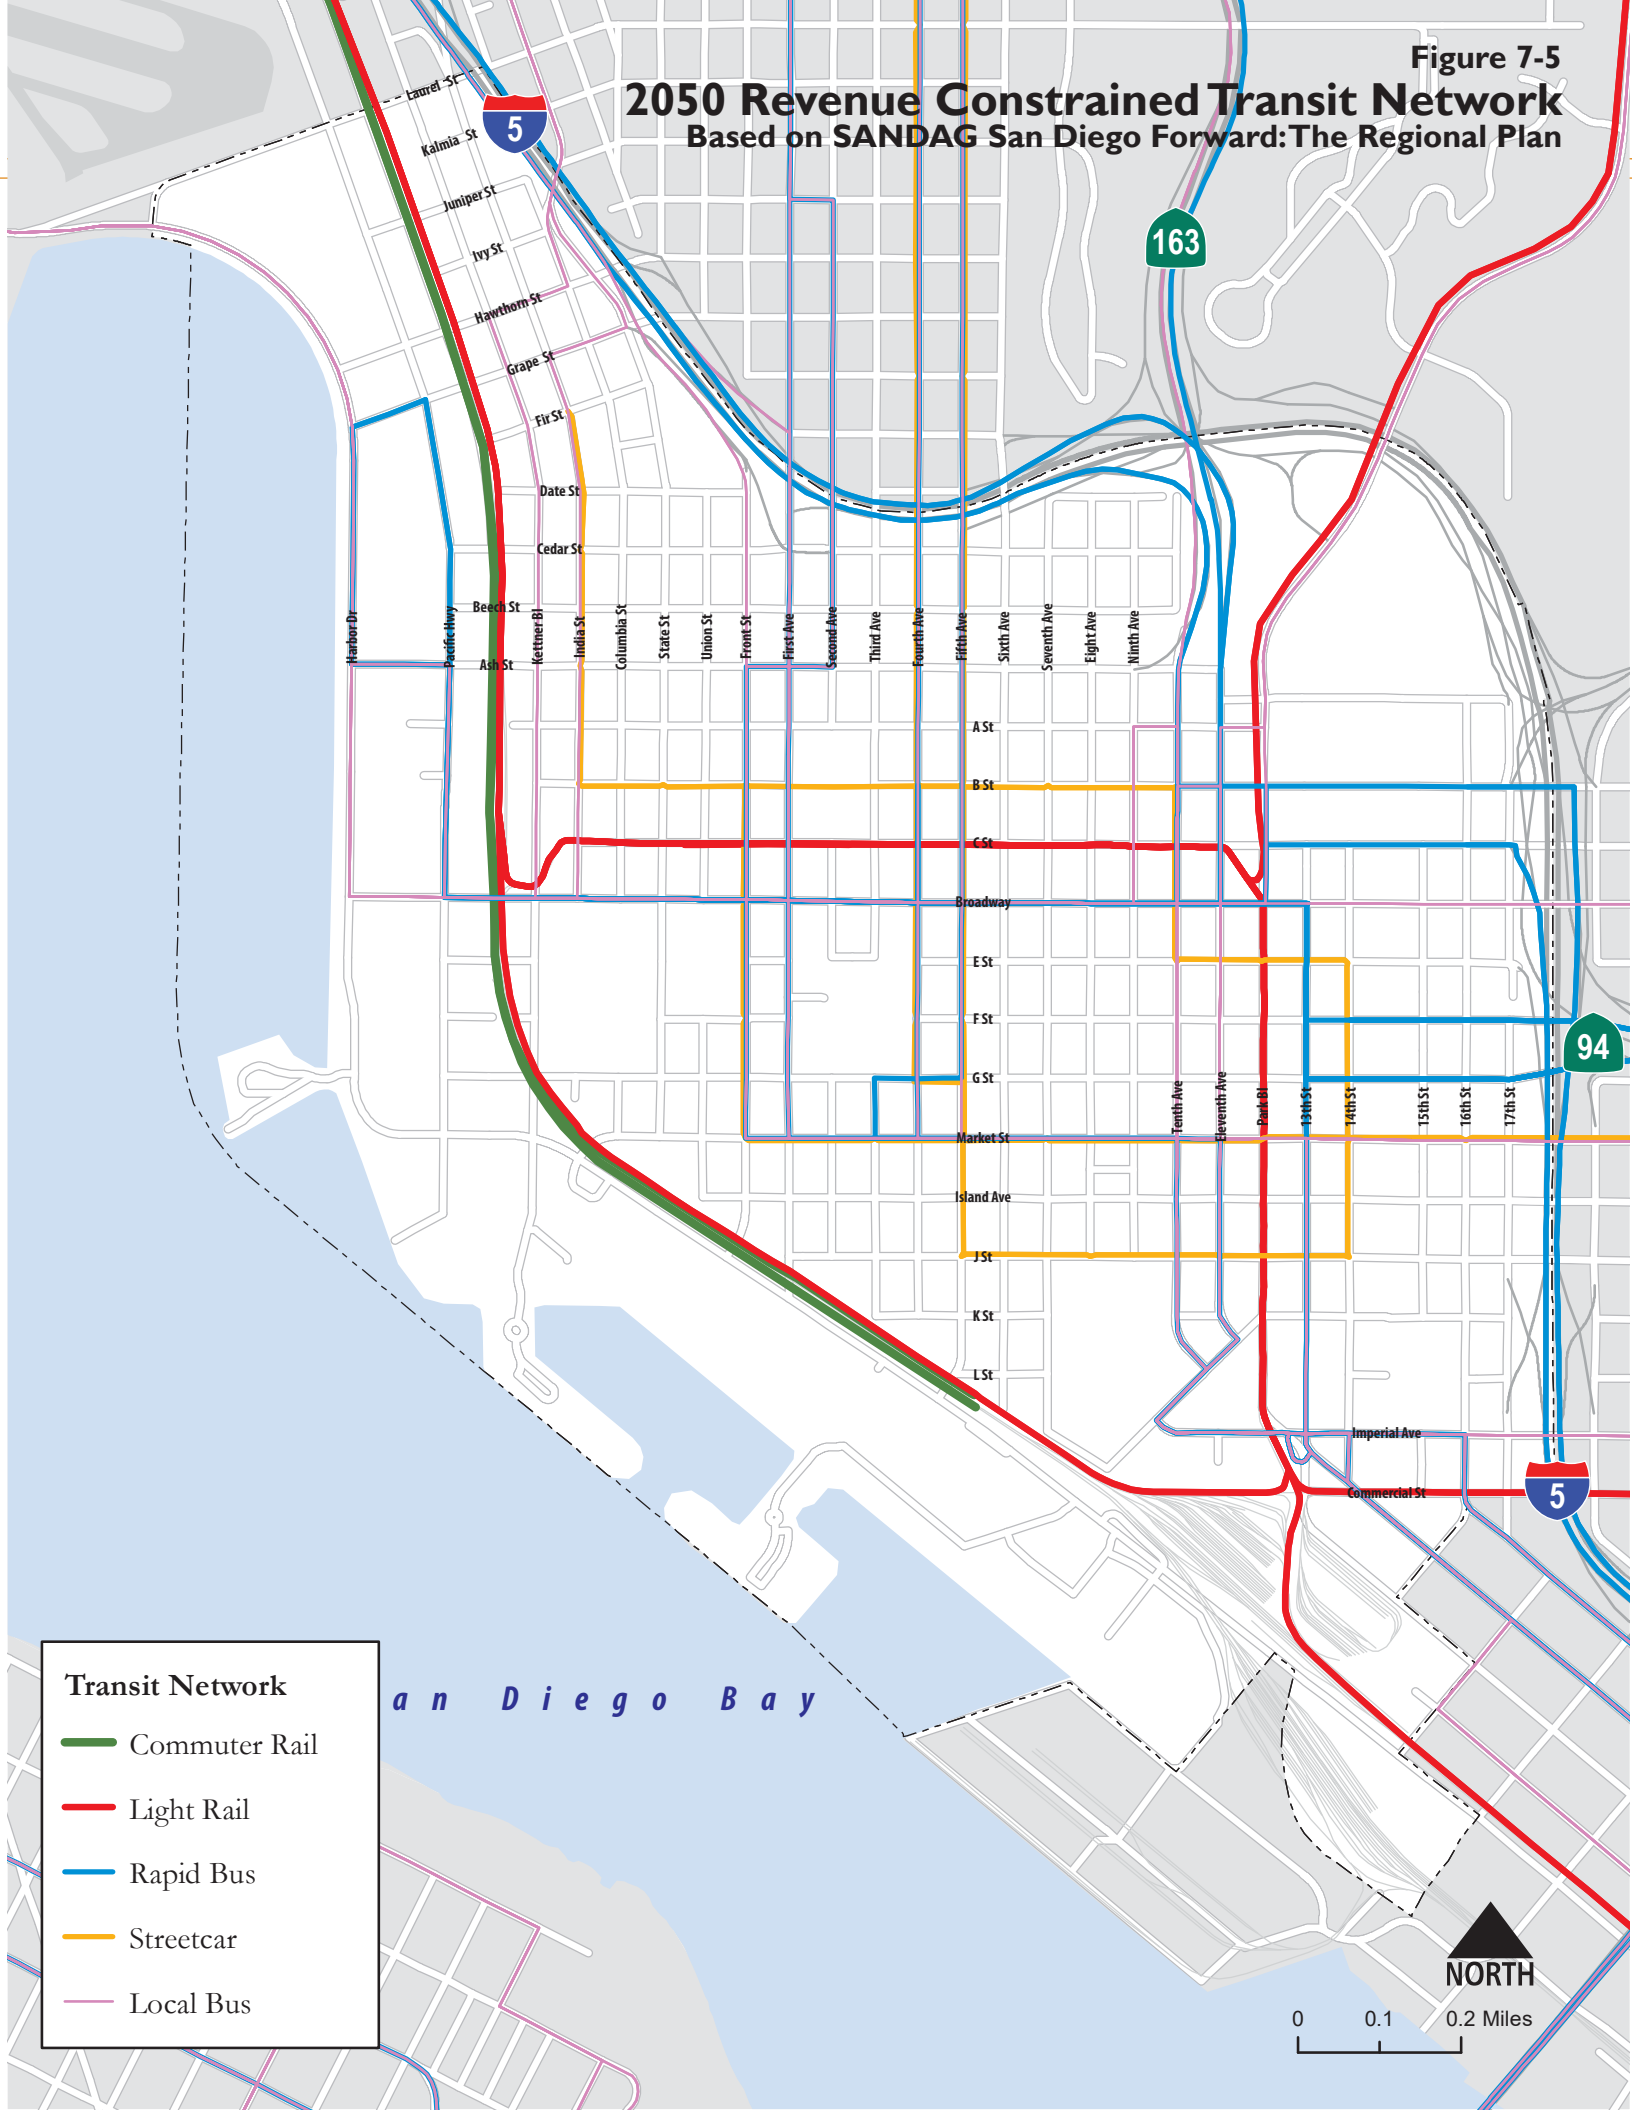 Figure 7-5
2050 Revenue Constrained Transit Network
Based on SANDAG San Diego Forward: The Regional Plan
Laurel St
5
Kalmia St
Juniper St
163
Ivy St
Hawthorn St
Grape St
Fir St
Date St
Cedar St
Beech St
Harbor Dr
Pacific Hwy
Ash St
Kettner Bl
India St
Columbia St
State St
Union St
Front St
First Ave
Second Ave
Third Ave
Fourth Ave
Fifth Ave
Sixth Ave
Seventh Ave
Eight Ave
Ninth Ave
A St
B St
C St
Broadway
E St
F St
94
G St
Tenth Ave
Eleventh Ave
Park Bl
13th St
14th St
15th St
16th St
17th St
Market St
Island Ave
J St
K St
L St
Imperial Ave
Commercial St
5
an Diego Bay
Transit Network
Commuter Rail
Light Rail
Rapid Bus
Streetcar
Local Bus
NORTH
0 0.1 0.2 Miles